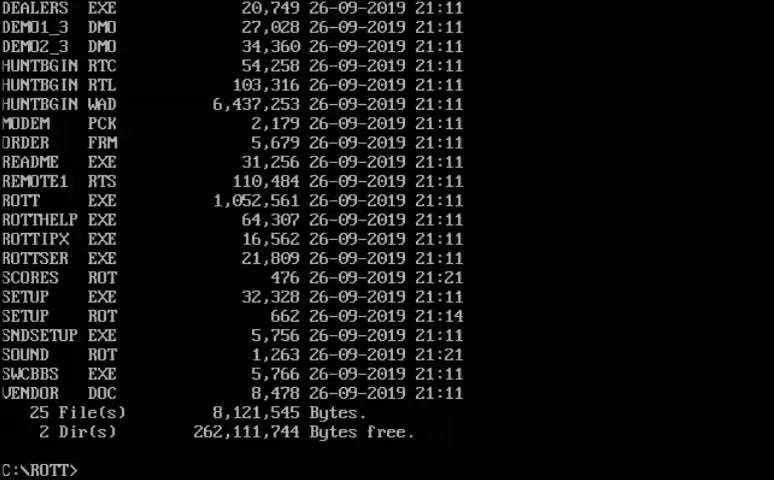 DEALERS  EXE             20,749 26-09-2019 21:11
DEMO1_3  DMO             27,028 26-09-2019 21:11
DEMO2_3  DMO             34,360 26-09-2019 21:11
HUNTBGIN RTC             54,258 26-09-2019 21:11
HUNTBGIN RTL            103,316 26-09-2019 21:11
HUNTBGIN WAD          6,437,253 26-09-2019 21:11
MODEM    PCK              2,179 26-09-2019 21:11
ORDER    FRM              5,679 26-09-2019 21:11
README   EXE             31,256 26-09-2019 21:11
REMOTE1  RTS            110,484 26-09-2019 21:11
ROTT     EXE          1,052,561 26-09-2019 21:11
ROTTHELP EXE             64,307 26-09-2019 21:11
ROTTIPX  EXE             16,562 26-09-2019 21:11
ROTTSER  EXE             21,809 26-09-2019 21:11
SCORES   ROT                476 26-09-2019 21:21
SETUP    EXE             32,328 26-09-2019 21:11
SETUP    ROT                662 26-09-2019 21:14
SNDSETUP EXE              5,756 26-09-2019 21:11
SOUND    ROT              1,263 26-09-2019 21:21
SWCBBS   EXE              5,766 26-09-2019 21:11
VENDOR   DOC              8,478 26-09-2019 21:11
   25 File(s)         8,121,545 Bytes.
    2 Dir(s)        262,111,744 Bytes free.
C:\ROTT>